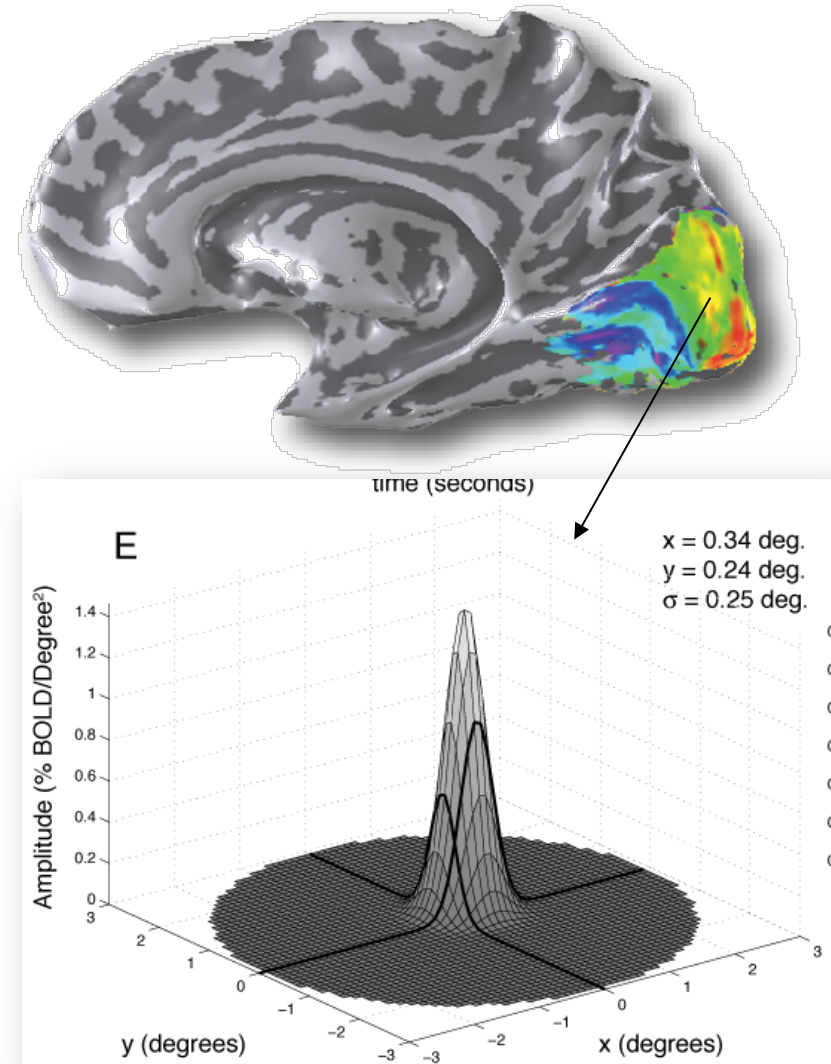 time (seconds)
E
x = 0.34 deg.
y = 0.24 deg.
σ = 0.25 deg.
Amplitude (% BOLD/Degree²)
1.4
1.2
1
0.8
0.6
0.4
0.2
0
3
2
1
0
−1
−2
−3
y (degrees)
−3
−2
−1
0
1
2
3
x (degrees)